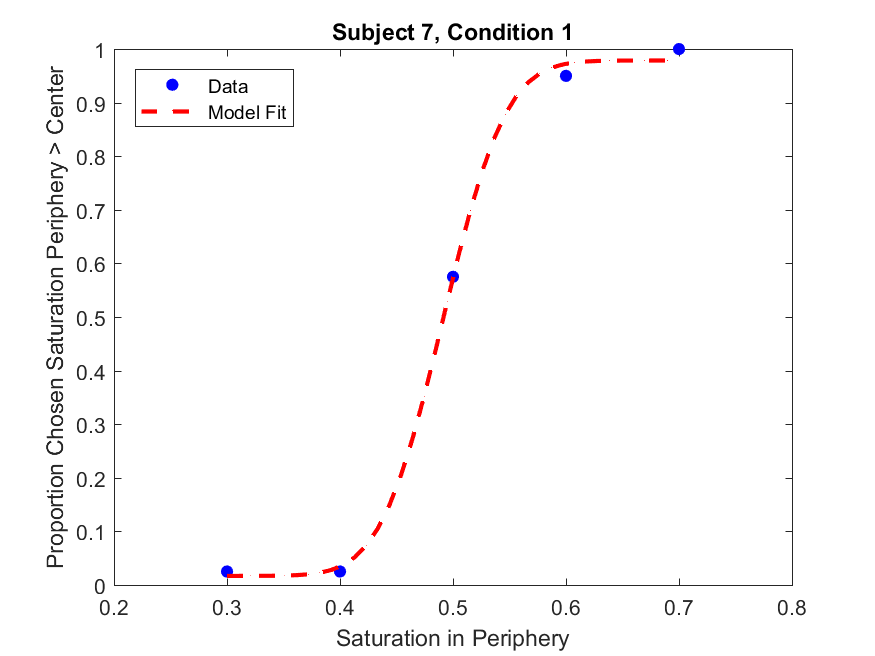 Subject 7, Condition 1
Data
Model Fit
Proportion Chosen Saturation Periphery > Center
1
0.9
0.8
0.7
0.6
0.5
0.4
0.3
0.2
0.1
0
0.2 0.3 0.4 0.5 0.6 0.7 0.8
Saturation in Periphery